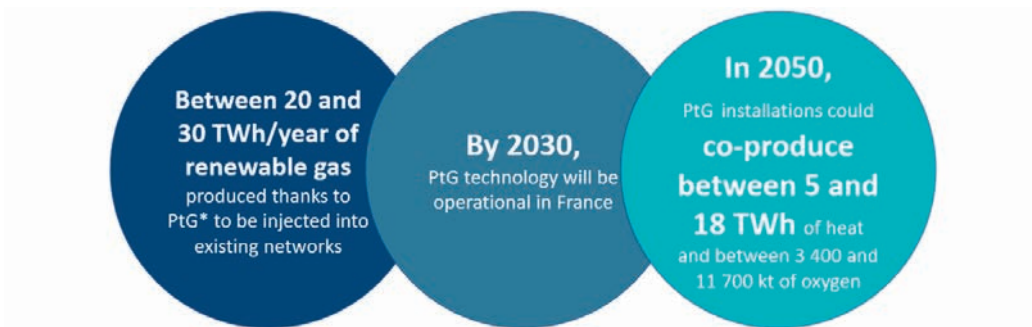 Between 20 and
30 TWh/year of
renewable gas
produced thanks to
PtG* to be injected into
existing networks
By 2030,
PtG technology will be
operational in France
In 2050,
PtG installations could
co-produce
between 5 and
18 TWh of heat
and between 3 400 and
11 700 kt of oxygen